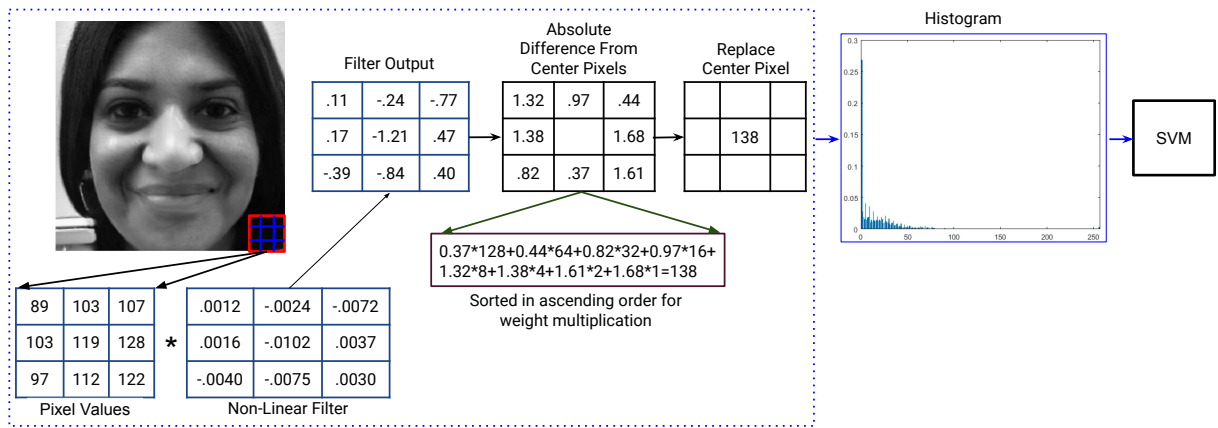 Histogram
Absolute
Difference From
Center Pixels
Filter Output
Replace
Center Pixel
.11 -.24 -.77
.17 -1.21 .47
-.39 -.84 .40
1.32 .97 .44
1.38 1.68
.82 .37 1.61
138
0.3
0.25
0.2
0.15
0.1
0.05
0
0 50 100 150 200 250
SVM
0.37*128+0.44*64+0.82*32+0.97*16+
1.32*8+1.38*4+1.61*2+1.68*1=138
Sorted in ascending order for
weight multiplication
89 103 107
103 119 128
97 112 122
Pixel Values
*
.0012 -.0024 -.0072
.0016 -.0102 .0037
-.0040 -.0075 .0030
Non-Linear Filter